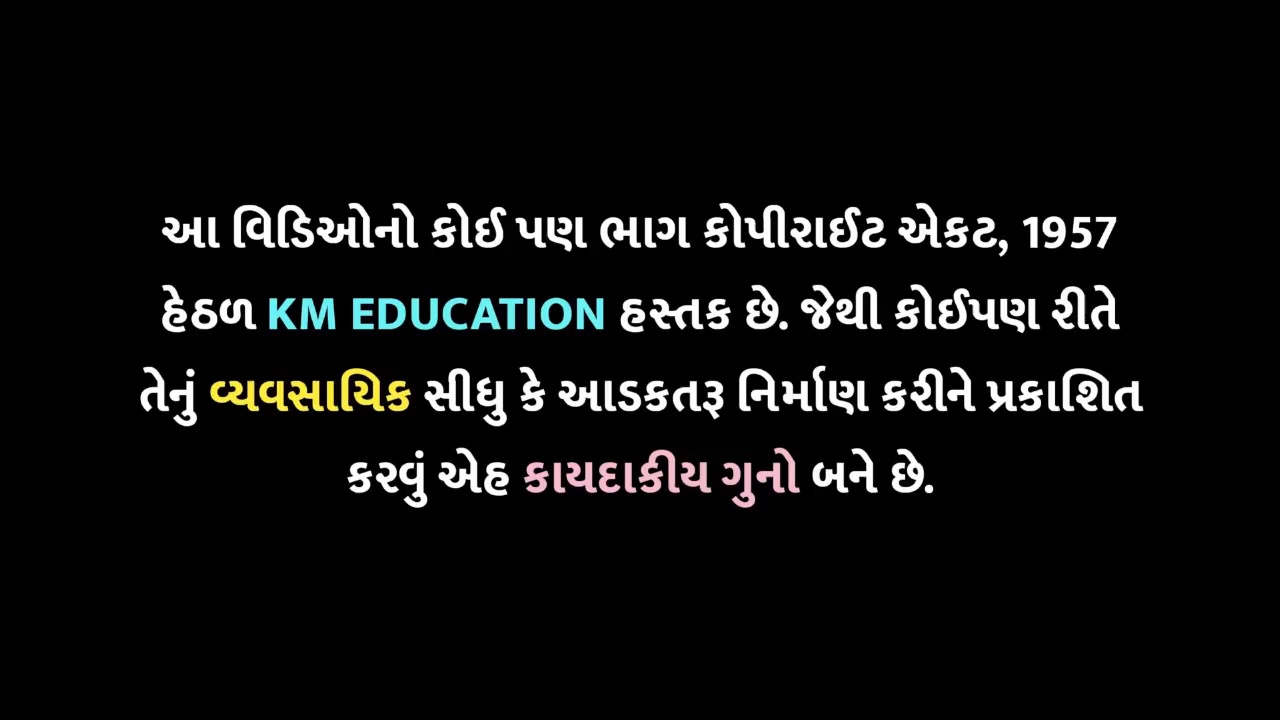 આ વિડિઓનો કોઈ પણ ભાગ કોપીરાઈટ એકટ, 1957
હેઠળ KM EDUCATION હસ્તક છે. જેથી કોઈપણ રીતે
તેનું વ્યવસાયિક સીધુ કે આડકતરૂ નિર્માણ કરીને પ્રકાશિત
કરવું એહ કાયદાકીય ગુનો બને છે.